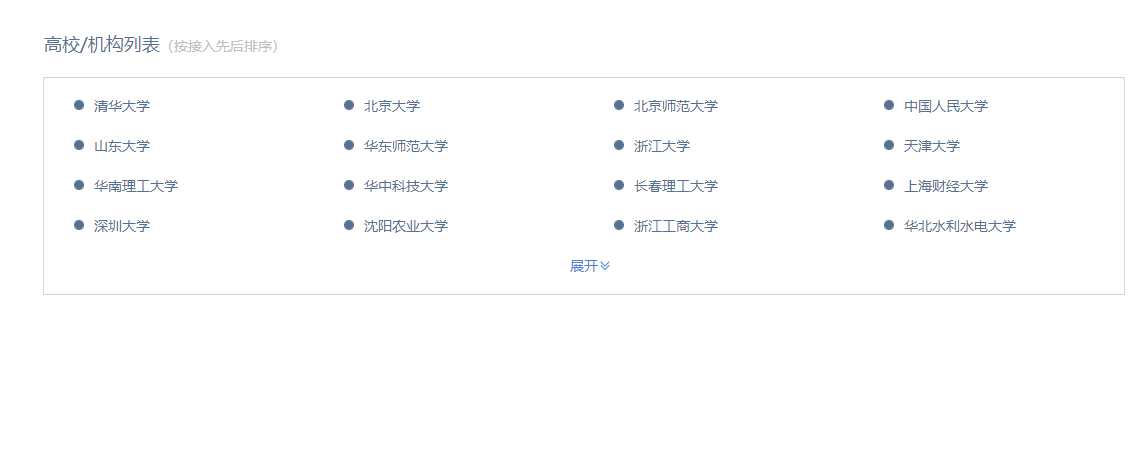 高校/机构列表（按接入先后排序）
清华大学 北京大学 北京师范大学 中国人民大学
山东大学 华东师范大学 浙江大学 天津大学
华南理工大学 华中科技大学 长春理工大学 上海财经大学
深圳大学 沈阳农业大学 浙江工商大学 华北水利水电大学
展开